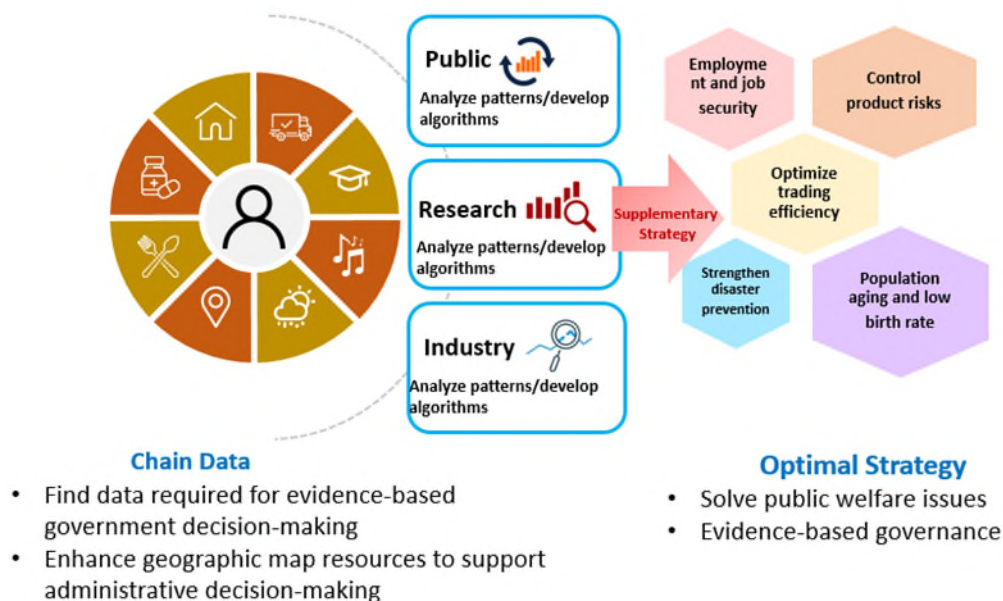 Public
Analyze patterns/develop
algorithms
Research
Analyze patterns/develop
algorithms
Industry
Analyze patterns/develop
algorithms
Supplementary
Strategy
Employme
nt and job
security
Control
product risks
Optimize
trading
efficiency
Strengthen
disaster
prevention
Population
aging and low
birth rate
Chain Data
• Find data required for evidence-based
government decision-making
• Enhance geographic map resources to support
administrative decision-making
Optimal Strategy
• Solve public welfare issues
• Evidence-based governance